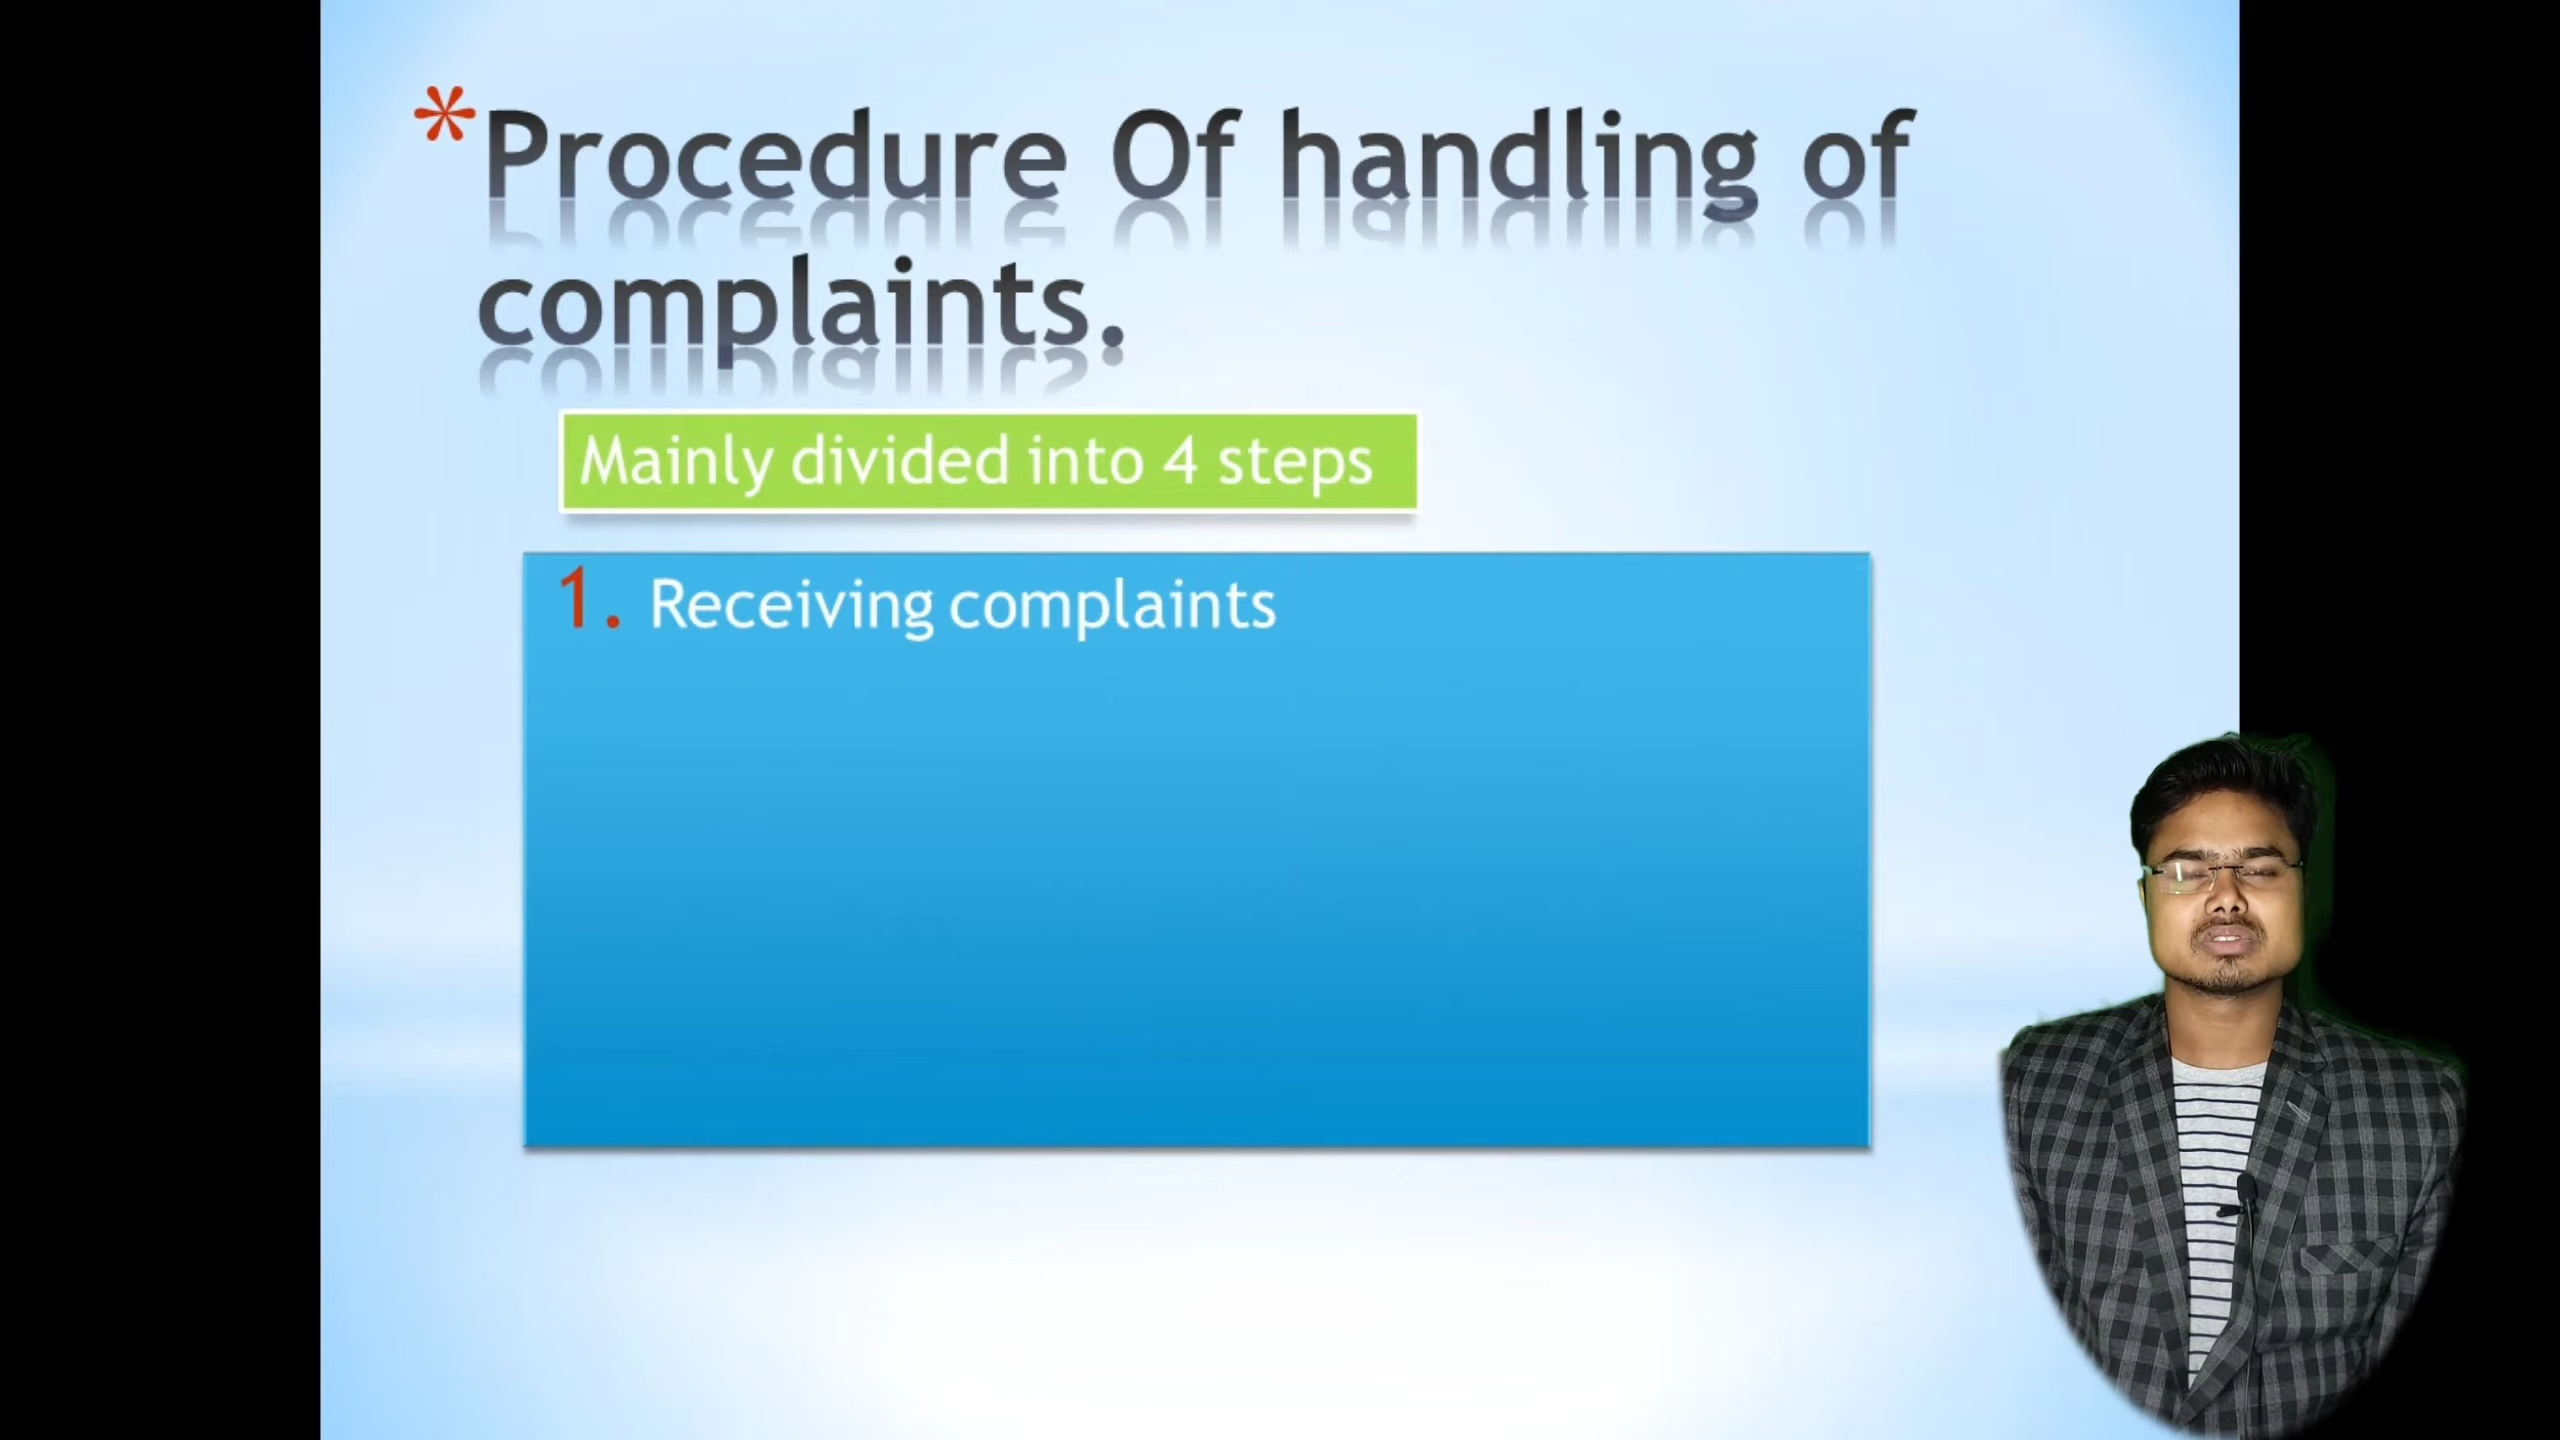 *Procedure Of handling of
complaints.
Mainly divided into 4 steps
1. Receiving complaints